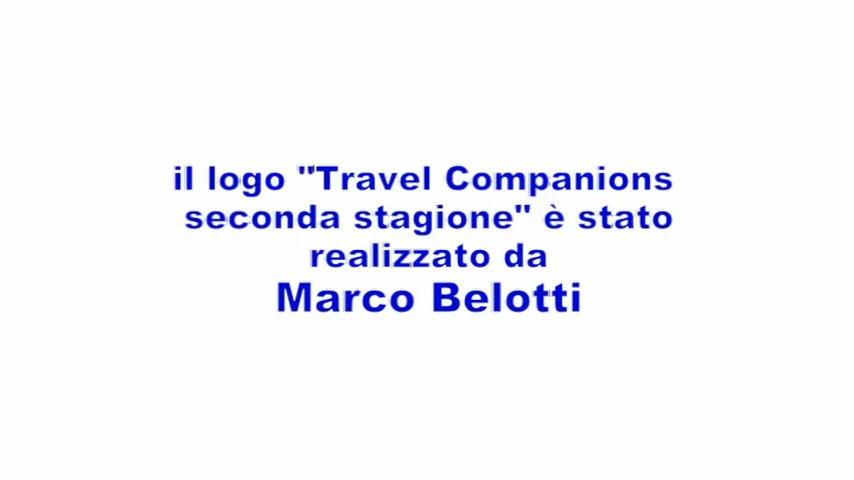 il logo "Travel Companions
seconda stagione" è stato
realizzato da
Marco Belotti